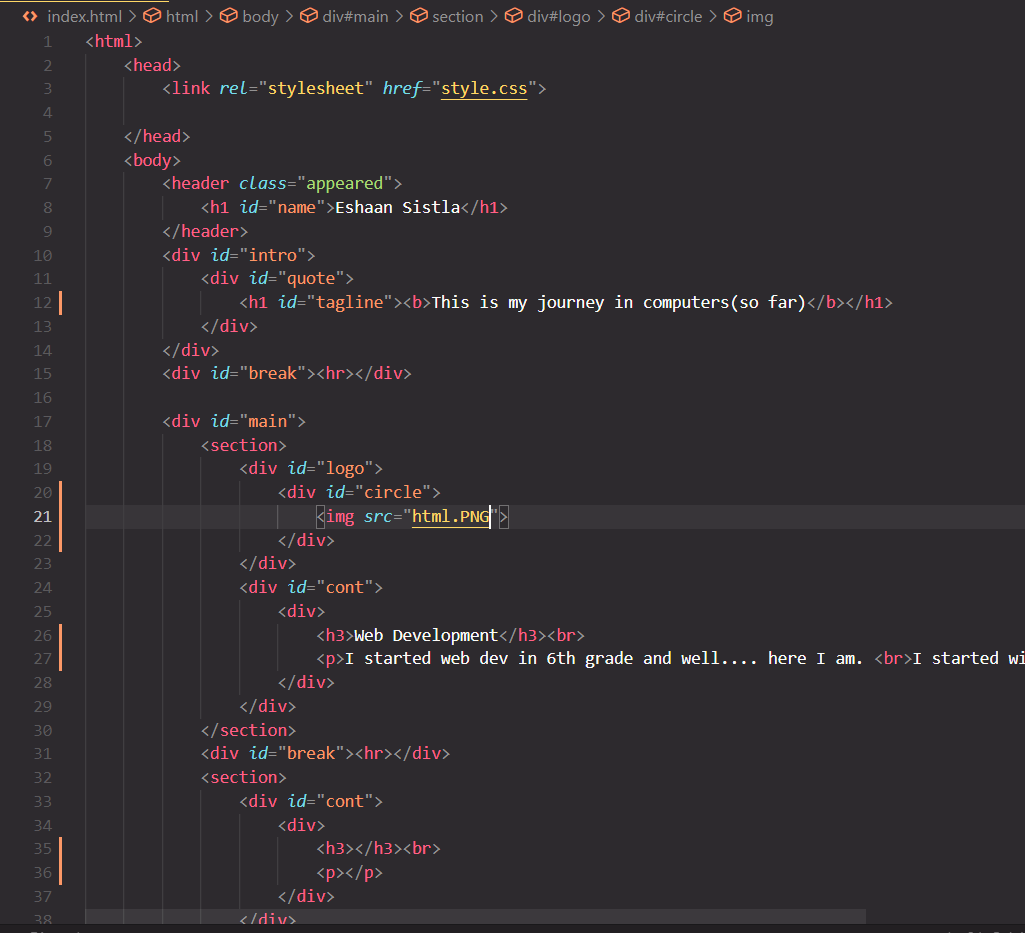 index.html > html > body > div#main > section > div#logo > div#circle > img
1 <html>
2 <head>
3 <link rel="stylesheet" href="style.css">
4
5 </head>
6 <body>
7 <header class="appeared">
8 <h1 id="name">Eshaan Sistla</h1>
9 </header>
10 <div id="intro">
11 <div id="quote">
12 <h1 id="tagline"><b>This is my journey in computers(so far)</b></h1>
13 </div>
14 </div>
15 <div id="break"><hr></div>
16
17 <div id="main">
18 <section>
19 <div id="logo">
20 <div id="circle">
21 <img src="html.PNG">
22 </div>
23 </div>
24 <div id="cont">
25 <div>
26 <h3>Web Development</h3><br>
27 <p>I started web dev in 6th grade and well.... here I am. <br>I started wi
28 </div>
29 </div>
30 </section>
31 <div id="break"><hr></div>
32 <section>
33 <div id="cont">
34 <div>
35 <h3></h3><br>
36 <p></p>
37 </div>
38 </div>